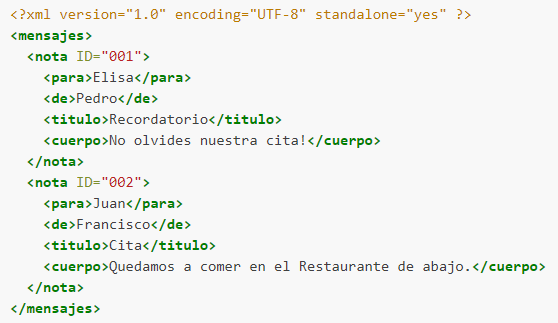 <?xml version="1.0" encoding="UTF-8" standalone="yes" ?>
<mensajes>
<nota ID="001">
<para>Elisa</para>
<de>Pedro</de>
<titulo>Recordatorio</titulo>
<cuerpo>No olvides nuestra cita!</cuerpo>
</nota>
<nota ID="002">
<para>Juan</para>
<de>Francisco</de>
<titulo>Cita</titulo>
<cuerpo>Quedamos a comer en el Restaurante de abajo.</cuerpo>
</nota>
</mensajes>